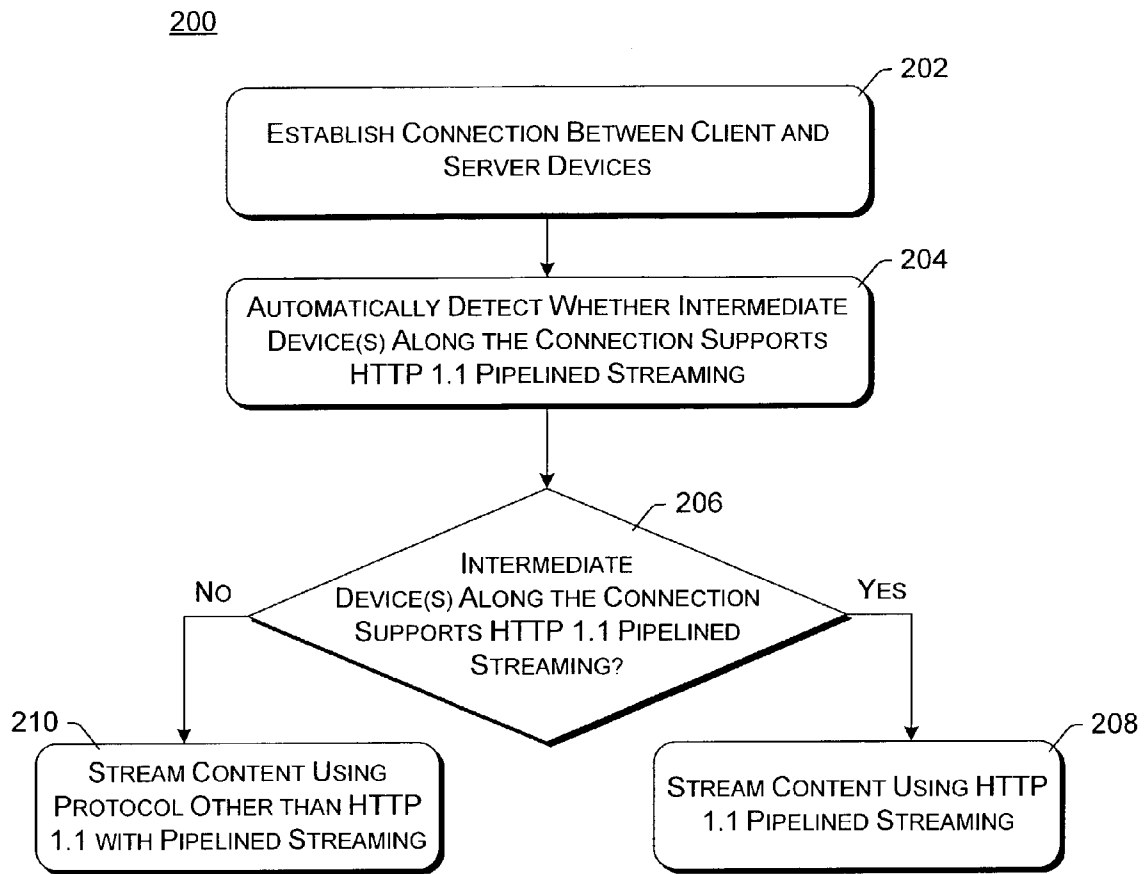 200
202
ESTABLISH CONNECTION BETWEEN CLIENT AND
SERVER DEVICES
204
AUTOMATICALLY DETECT WHETHER INTERMEDIATE
DEVICE(S) ALONG THE CONNECTION SUPPORTS
HTTP 1.1 PIPELINED STREAMING
206
INTERMEDIATE
DEVICE(S) ALONG THE CONNECTION
SUPPORTS HTTP 1.1 PIPELINED
STREAMING?
NO
YES
210
STREAM CONTENT USING
PROTOCOL OTHER THAN HTTP
1.1 WITH PIPELINED STREAMING
208
STREAM CONTENT USING HTTP
1.1 PIPELINED STREAMING